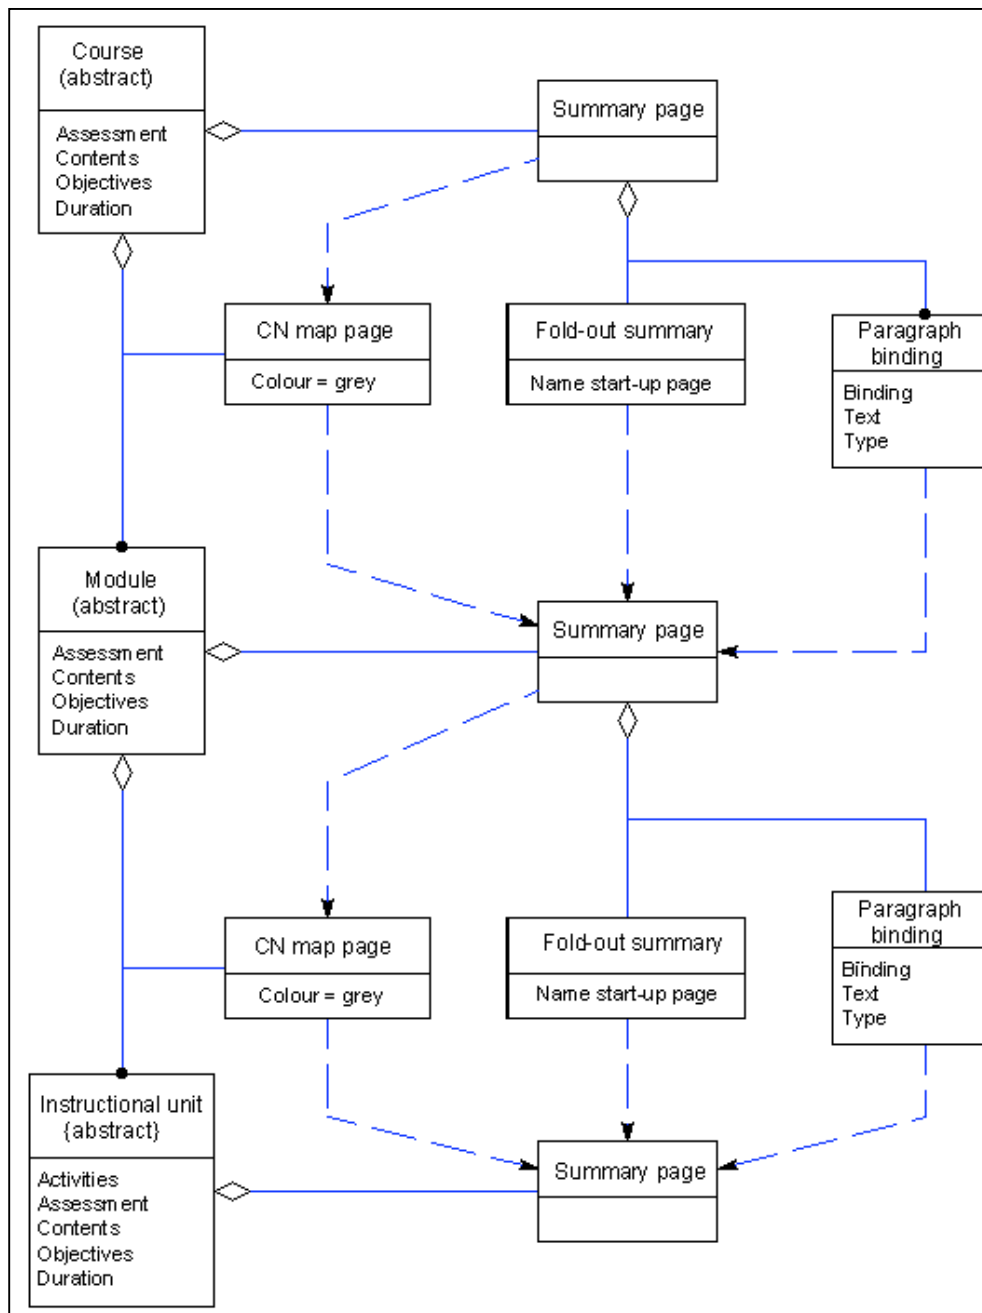 Course
(abstract)
Assessment
Contents
Objectives
Duration
Summary page
CN map page
Colour = grey
Fold-out summary
Name start-up page
Paragraph
binding
Binding
Text
Type
Module
(abstract)
Assessment
Contents
Objectives
Duration
Summary page
CN map page
Colour = grey
Fold-out summary
Name start-up page
Paragraph
binding
Binding
Text
Type
Instructional unit
{abstract}
Activities
Assessment
Contents
Objectives
Duration
Summary page